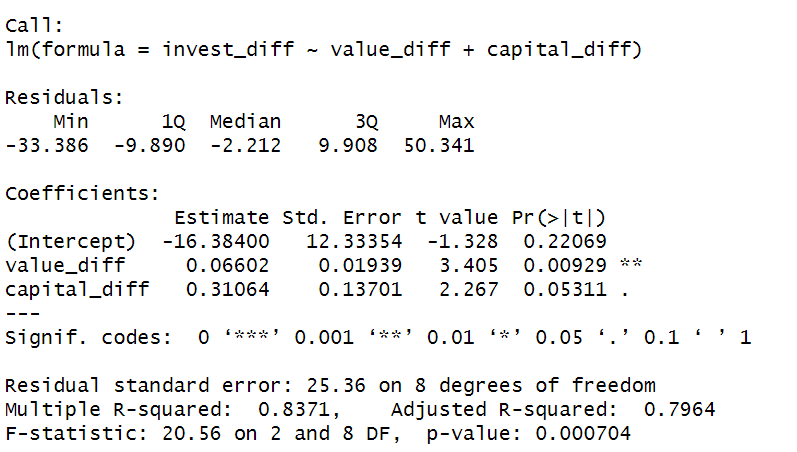 Call:
lm(formula = invest_diff ~ value_diff + capital_diff)
Residuals:
    Min      1Q  Median      3Q     Max
-33.386  -9.890  -2.212   9.908  50.341
Coefficients:
              Estimate Std. Error t value Pr(>|t|)
(Intercept)  -16.38400   12.33354  -1.328  0.22069
value_diff     0.06602    0.01939   3.405  0.00929 **
capital_diff   0.31064    0.13701   2.267  0.05311 .
---
Signif. codes:  0 ‘***’ 0.001 ‘**’ 0.01 ‘*’ 0.05 ‘.’ 0.1 ‘ ’ 1
Residual standard error: 25.36 on 8 degrees of freedom
Multiple R-squared:  0.8371,    Adjusted R-squared:  0.7964
F-statistic: 20.56 on 2 and 8 DF,  p-value: 0.000704